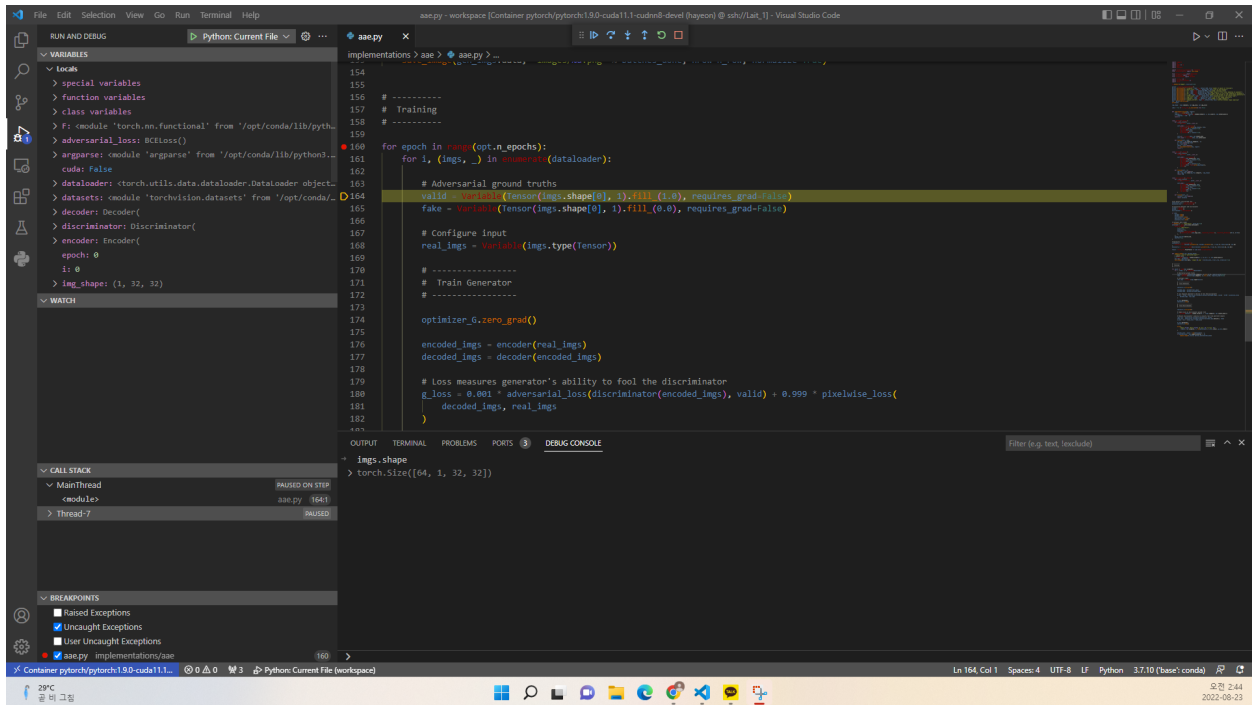 File Edit Selection View Go Run Terminal Help
aae.py - workspace [Container pytorch/pytorch:1.9.0-cuda11.1-cudnn8-devel (hayeon) @ ssh://Lait_1] - Visual Studio Code
RUN AND DEBUG
Python: Current File
aae.py
implementations > aae > aae.py > ...
VARIABLES
Locals
> special variables
> function variables
> class variables
> F: <module 'torch.nn.functional' from '/opt/conda/lib/pyth…
> adversarial_loss: BCELoss()
> argparse: <module 'argparse' from '/opt/conda/lib/python3.…
cuda: False
> dataloader: <torch.utils.data.dataloader.DataLoader object…
> datasets: <module 'torchvision.datasets' from '/opt/conda/…
> decoder: Decoder(
> discriminator: Discriminator(
> encoder: Encoder(
epoch: 0
i: 0
> img_shape: (1, 32, 32)
WATCH
CALL STACK
MainThread PAUSED ON STEP
<module> aae.py 164:1
> Thread-7 PAUSED
BREAKPOINTS
Raised Exceptions
Uncaught Exceptions
User Uncaught Exceptions
aae.py implementations/aae 160
154
155
156 # ----------
157 #  Training
158 # ----------
159
160 for epoch in range(opt.n_epochs):
161     for i, (imgs, _) in enumerate(dataloader):
162
163         # Adversarial ground truths
164         valid = Variable(Tensor(imgs.shape[0], 1).fill_(1.0), requires_grad=False)
165         fake = Variable(Tensor(imgs.shape[0], 1).fill_(0.0), requires_grad=False)
166
167         # Configure input
168         real_imgs = Variable(imgs.type(Tensor))
169
170         # -----------------
171         #  Train Generator
172         # -----------------
173
174         optimizer_G.zero_grad()
175
176         encoded_imgs = encoder(real_imgs)
177         decoded_imgs = decoder(encoded_imgs)
178
179         # Loss measures generator's ability to fool the discriminator
180         g_loss = 0.001 * adversarial_loss(discriminator(encoded_imgs), valid) + 0.999 * pixelwise_loss(
181             decoded_imgs, real_imgs
182         )
OUTPUT TERMINAL PROBLEMS PORTS 3 DEBUG CONSOLE
Filter (e.g. text, !exclude)
imgs.shape
> torch.Size([64, 1, 32, 32])
Container pytorch/pytorch:1.9.0-cuda11.1... 0 0 3 Python: Current File (workspace)
Ln 164, Col 1 Spaces: 4 UTF-8 LF Python 3.7.10 ('base': conda)
29°C
곧 비 그침
오전 2:44
2022-08-23